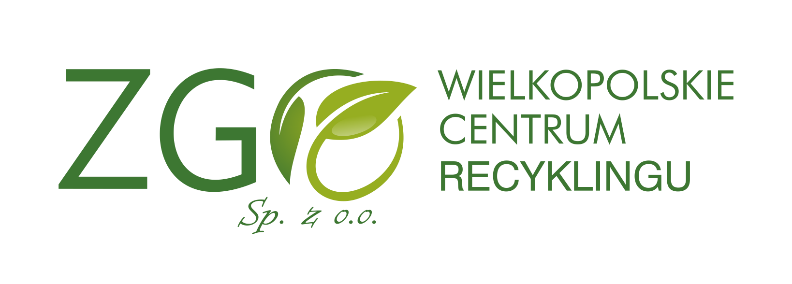 ZGO
Sp. z o.o.
WIELKOPOLSKIE
CENTRUM
RECYKLINGU